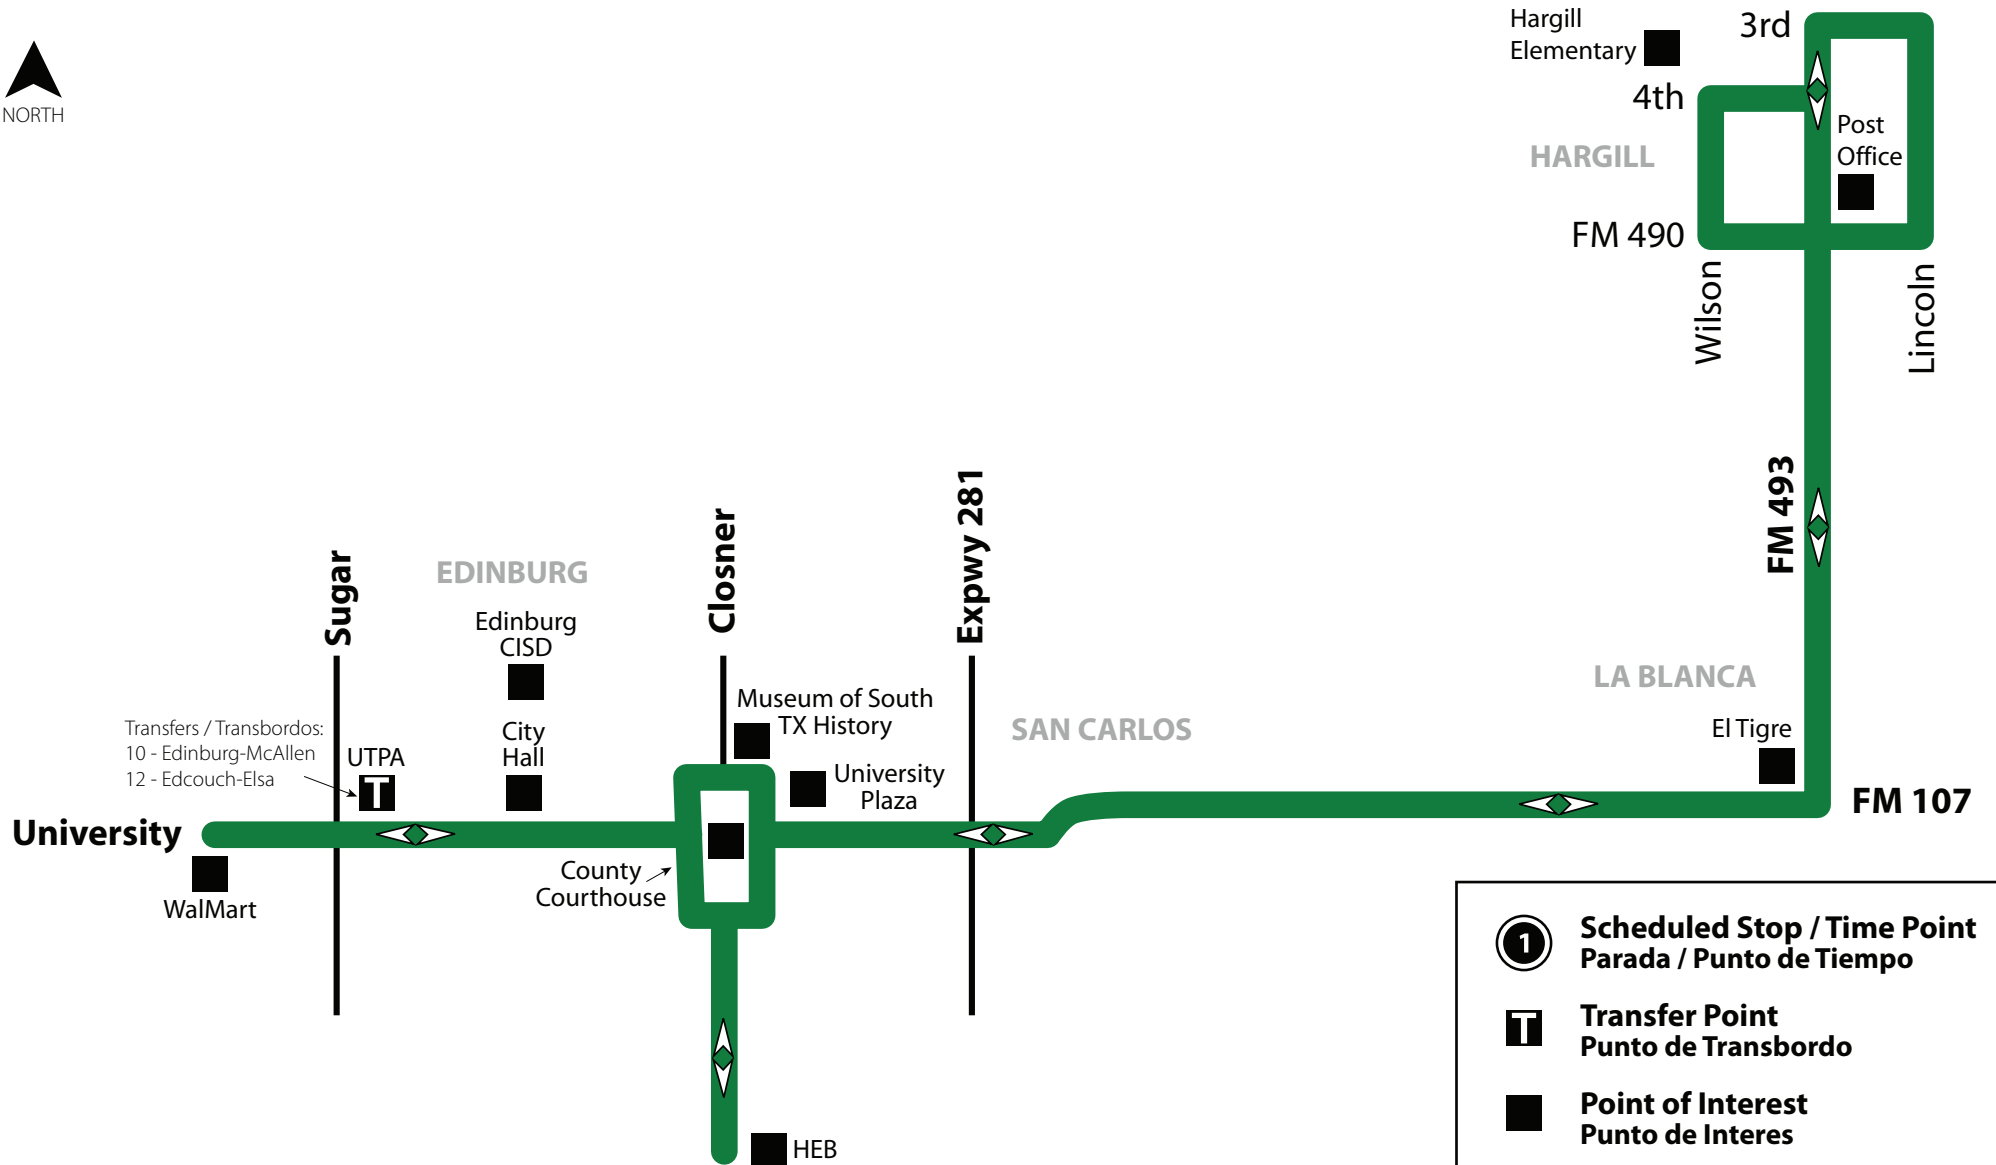 Hargill
Elementary
3rd
4th
NORTH
Post
Office
HARGILL
FM 490
Wilson
Lincoln
FM 493
Expwy 281
Closner
Sugar
EDINBURG
Edinburg
CISD
LA BLANCA
Museum of South
TX History
SAN CARLOS
El Tigre
Transfers / Transbordos:
10 - Edinburg-McAllen
12 - Edcouch-Elsa
UTPA
T
City
Hall
University
Plaza
FM 107
University
County
Courthouse
WalMart
1
Scheduled Stop / Time Point
Parada / Punto de Tiempo
T
Transfer Point
Punto de Transbordo
Point of Interest
Punto de Interes
HEB